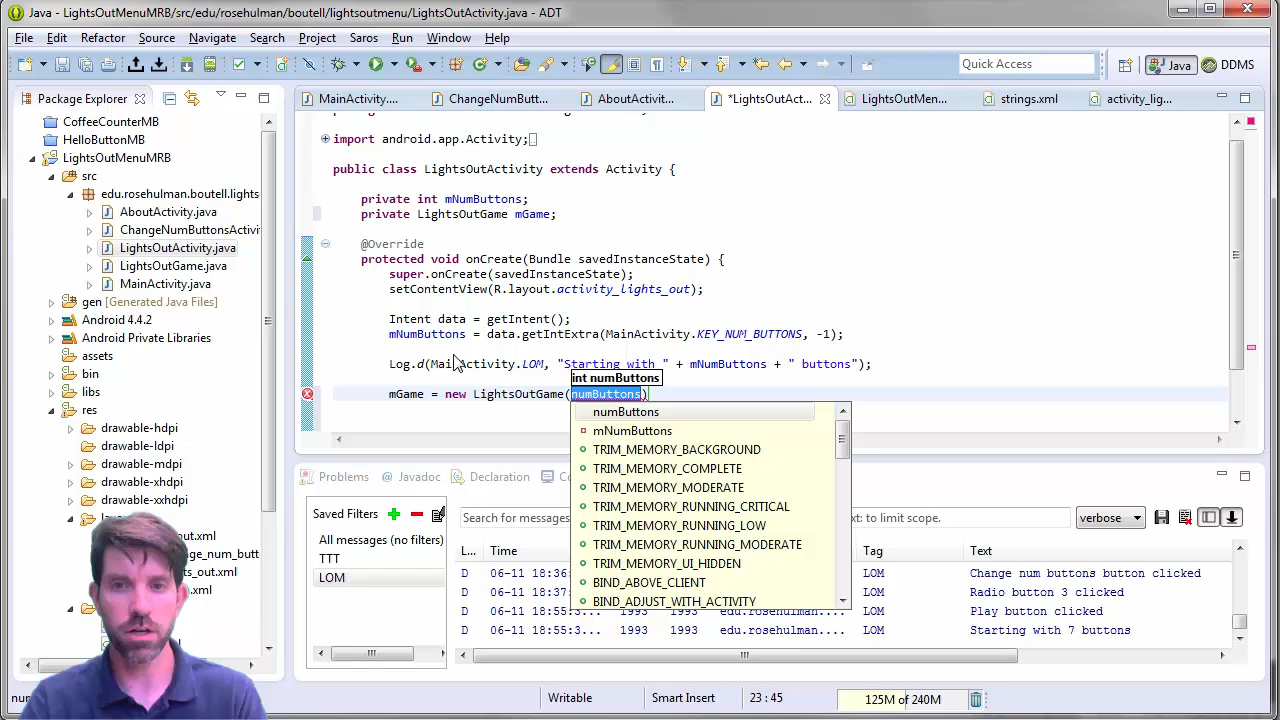 Java - LightsOutMenuMRB/src/edu/rosehulman/boutell/lightsoutmenu/LightsOutActivity.java - ADT
File Edit Refactor Source Navigate Search Project Saros Run Window Help
Quick Access
Java
DDMS
Package Explorer
MainActivity....
ChangeNumButt...
AboutActivit...
*LightsOutAct...
LightsOutMen...
strings.xml
activity_lig...
CoffeeCounterMB
HelloButtonMB
LightsOutMenuMRB
src
edu.rosehulman.boutell.lights
AboutActivity.java
ChangeNumButtonsActivi
LightsOutActivity.java
LightsOutGame.java
MainActivity.java
gen [Generated Java Files]
Android 4.4.2
Android Private Libraries
assets
bin
libs
res
drawable-hdpi
drawable-ldpi
drawable-mdpi
drawable-xhdpi
drawable-xxhdpi
import android.app.Activity;
public class LightsOutActivity extends Activity {
private int mNumButtons;
private LightsOutGame mGame;
@Override
protected void onCreate(Bundle savedInstanceState) {
super.onCreate(savedInstanceState);
setContentView(R.layout.activity_lights_out);
Intent data = getIntent();
mNumButtons = data.getIntExtra(MainActivity.KEY_NUM_BUTTONS, -1);
Log.d(MainActivity.LOM, "Starting with " + mNumButtons + " buttons");
int numButtons
mGame = new LightsOutGame(numButtons)
numButtons
mNumButtons
TRIM_MEMORY_BACKGROUND
TRIM_MEMORY_COMPLETE
TRIM_MEMORY_MODERATE
TRIM_MEMORY_RUNNING_CRITICAL
TRIM_MEMORY_RUNNING_LOW
TRIM_MEMORY_RUNNING_MODERATE
TRIM_MEMORY_UI_HIDDEN
BIND_ABOVE_CLIENT
BIND_ADJUST_WITH_ACTIVITY
Problems
Javadoc
Declaration
Co
Saved Filters
Search for messages
to limit scope.
verbose
All messages (no filters)
TTT
LOM
L... Time Tag Text
D 06-11 18:36: LOM Change num buttons button clicked
D 06-11 18:37: LOM Radio button 3 clicked
D 06-11 18:55:3... 1993 1993 edu.rosehulman.... LOM Play button clicked
D 06-11 18:55:3... 1993 1993 edu.rosehulman.... LOM Starting with 7 buttons
Writable
Smart Insert
23 : 45
125M of 240M